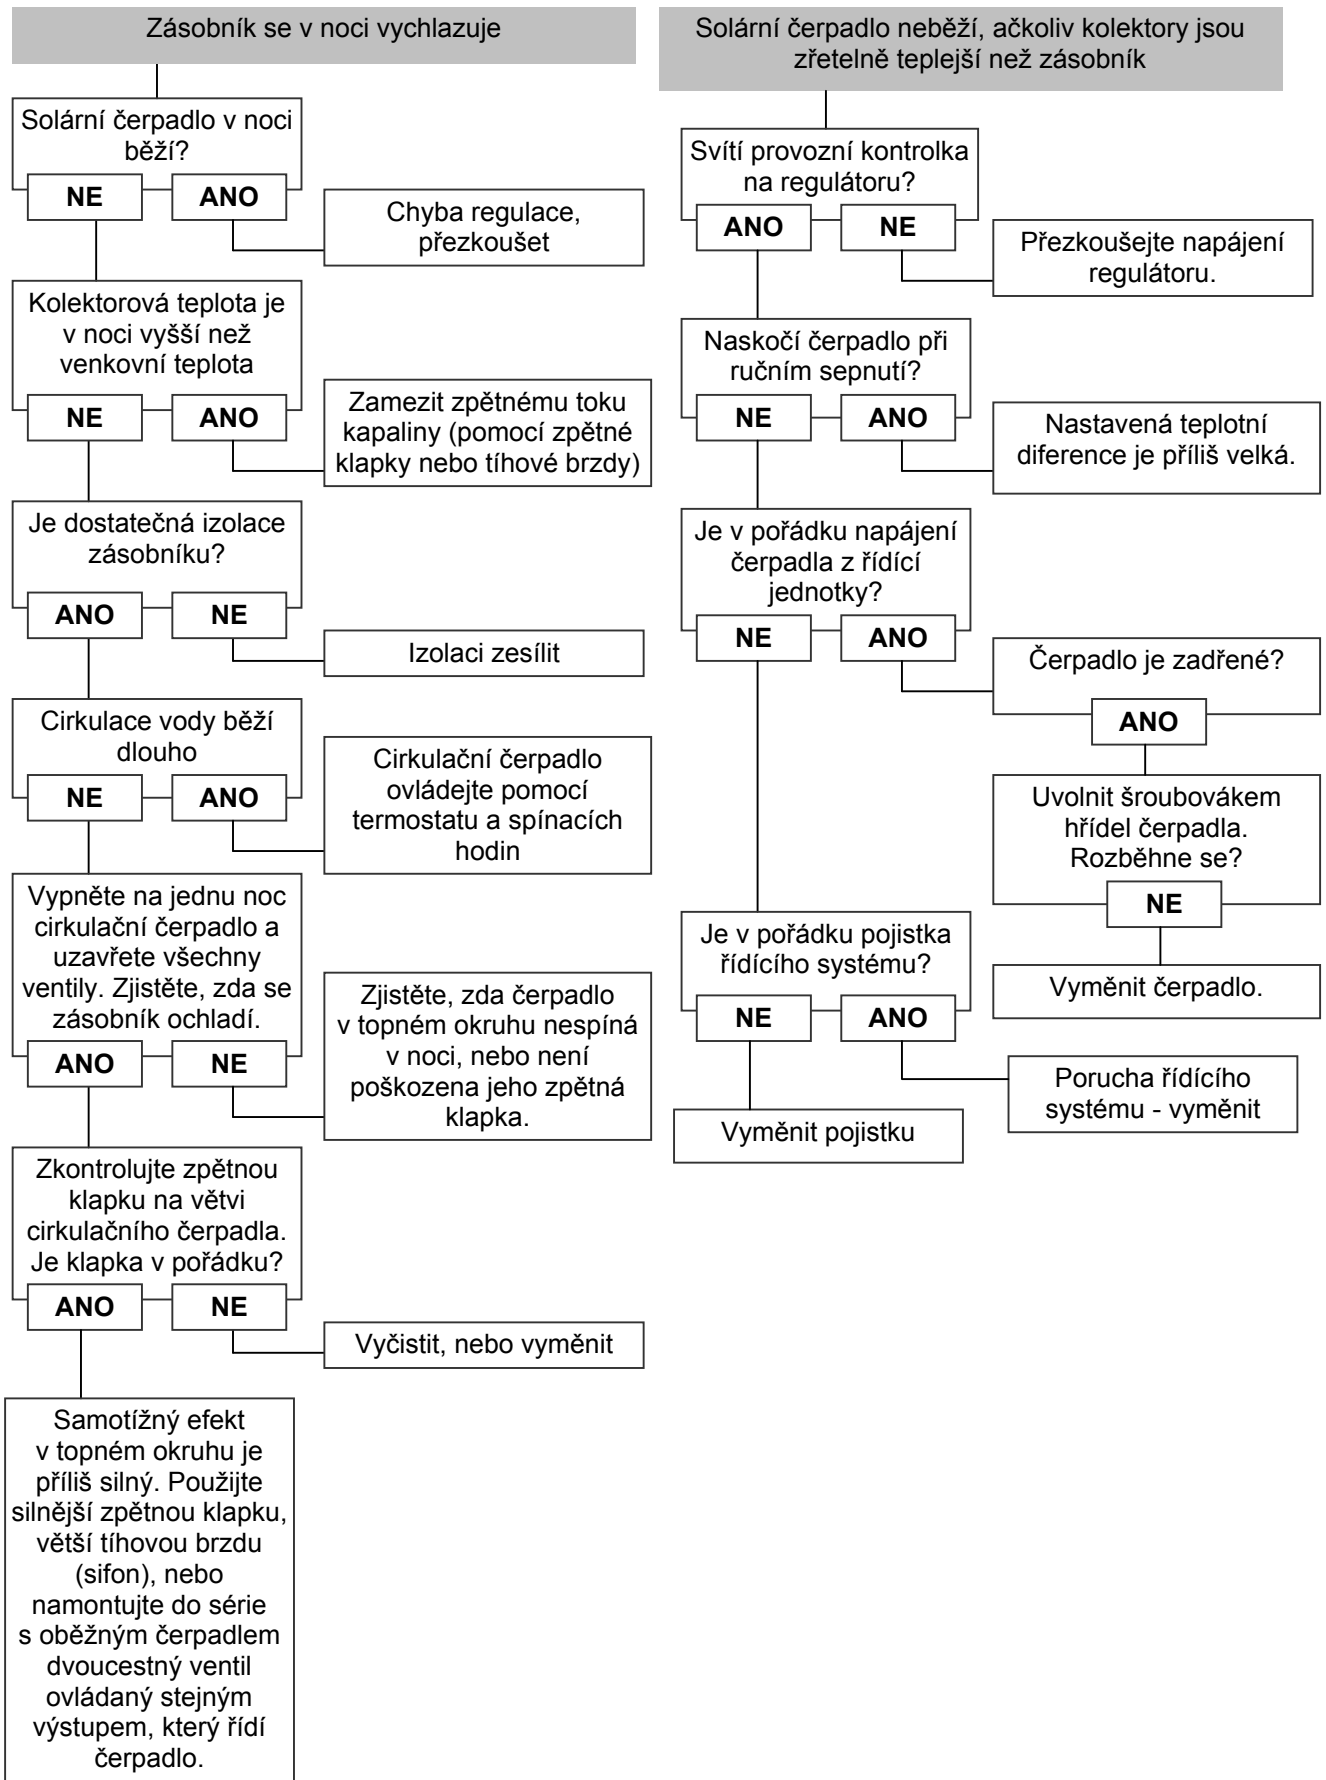 Zásobník se v noci vychlazuje
Solární čerpadlo v noci
běží?
NE
ANO
Chyba regulace,
přezkoušet
Kolektorová teplota je
v noci vyšší než
venkovní teplota
NE
ANO
Zamezit zpětnému toku
kapaliny (pomocí zpětné
klapky nebo tíhové brzdy)
Je dostatečná izolace
zásobníku?
ANO
NE
Izolaci zesílit
Cirkulace vody běží
dlouho
NE
ANO
Cirkulační čerpadlo
ovládejte pomocí
termostatu a spínacích
hodin
Vypněte na jednu noc
cirkulační čerpadlo a
uzavřete všechny
ventily. Zjistěte, zda se
zásobník ochladí.
ANO
NE
Zjistěte, zda čerpadlo
v topném okruhu nespíná
v noci, nebo není
poškozena jeho zpětná
klapka.
Zkontrolujte zpětnou
klapku na větvi
cirkulačního čerpadla.
Je klapka v pořádku?
ANO
NE
Vyčistit, nebo vyměnit
Samotížný efekt
v topném okruhu je
příliš silný. Použijte
silnější zpětnou klapku,
větší tíhovou brzdu
(sifon), nebo
namontujte do série
s oběžným čerpadlem
dvoucestný ventil
ovládaný stejným
výstupem, který řídí
čerpadlo.
Solární čerpadlo neběží, ačkoliv kolektory jsou
zřetelně teplejší než zásobník
Svítí provozní kontrolka
na regulátoru?
ANO
NE
Přezkoušejte napájení
regulátoru.
Naskočí čerpadlo při
ručním sepnutí?
NE
ANO
Nastavená teplotní
diference je příliš velká.
Je v pořádku napájení
čerpadla z řídící
jednotky?
NE
ANO
Čerpadlo je zadřené?
ANO
Uvolnit šroubovákem
hřídel čerpadla.
Rozběhne se?
NE
Vyměnit čerpadlo.
Je v pořádku pojistka
řídícího systému?
NE
ANO
Porucha řídícího
systému - vyměnit
Vyměnit pojistku